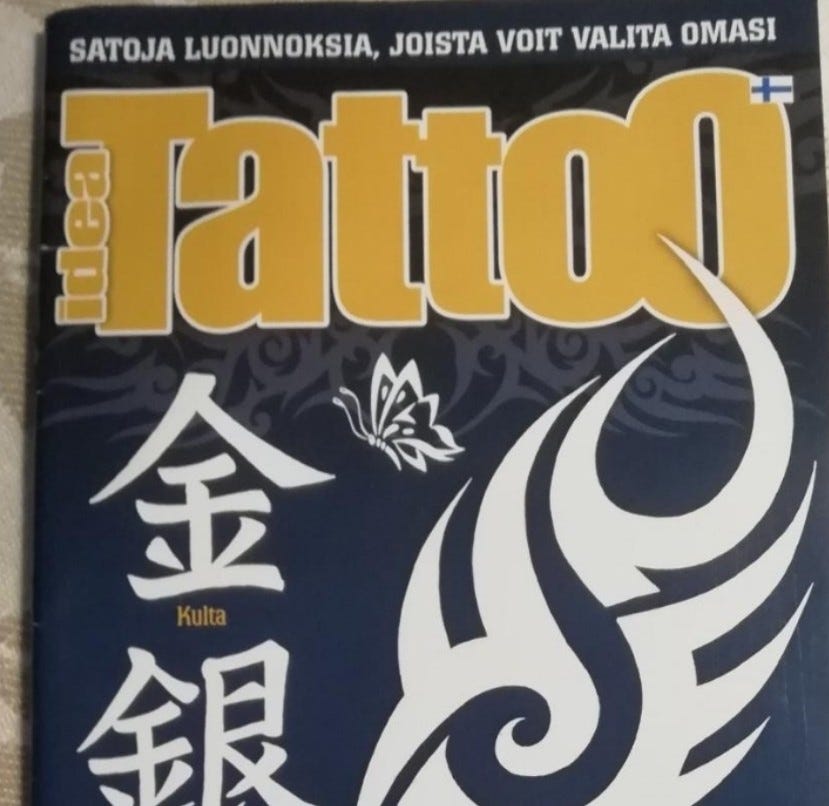 SATOJA LUONNOKSIA, JOISTA VOIT VALITA OMASI
idea
Tattoo
金
Kulta
銀